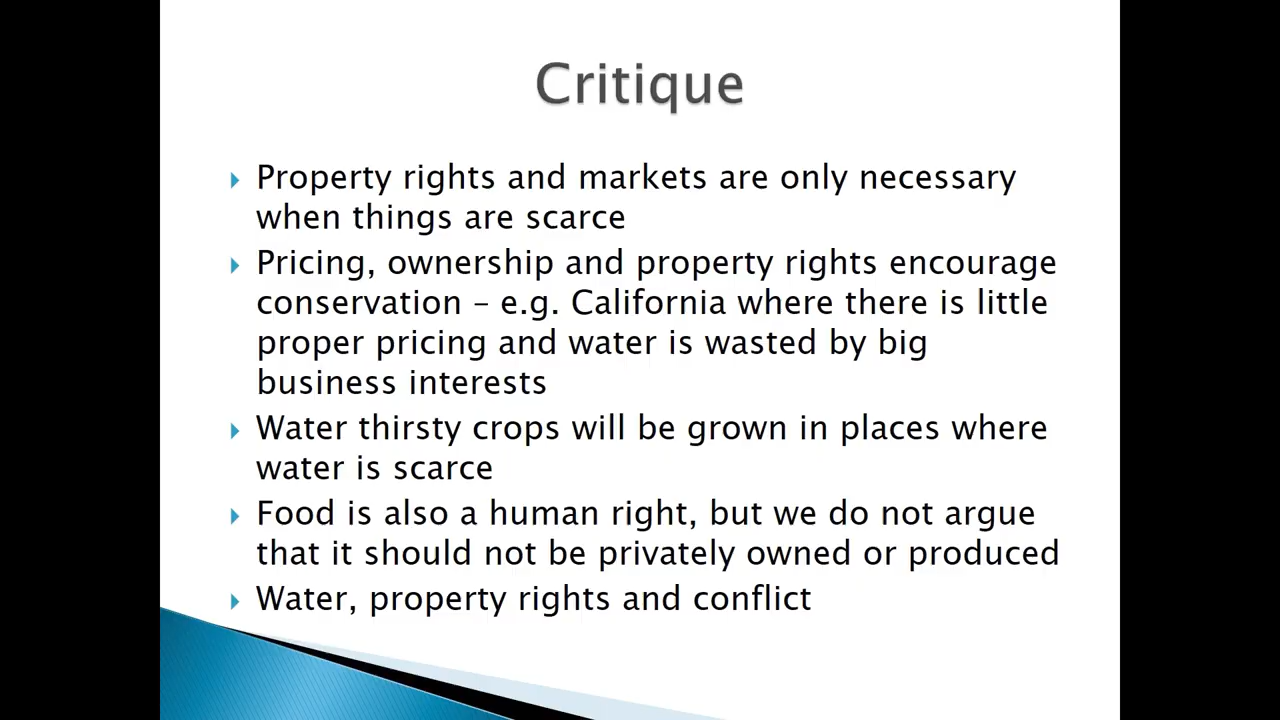 Critique
Property rights and markets are only necessary
when things are scarce
Pricing, ownership and property rights encourage
conservation – e.g. California where there is little
proper pricing and water is wasted by big
business interests
Water thirsty crops will be grown in places where
water is scarce
Food is also a human right, but we do not argue
that it should not be privately owned or produced
Water, property rights and conflict